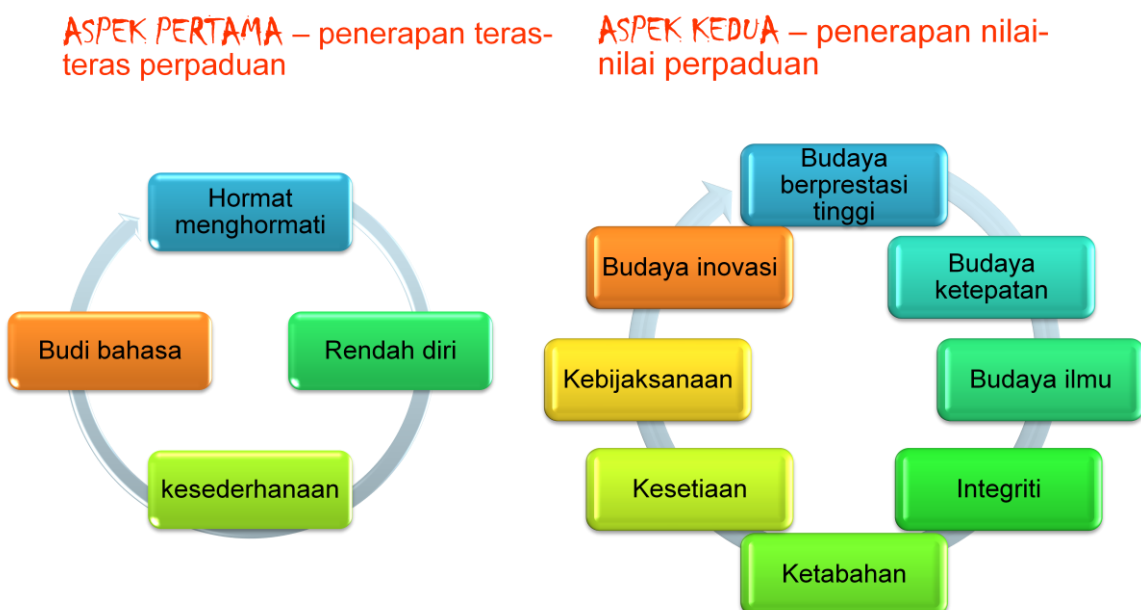 ASPEK PERTAMA – penerapan teras-
teras perpaduan
Hormat
menghormati
Rendah diri
kesederhanaan
Budi bahasa
ASPEK KEDUA – penerapan nilai-
nilai perpaduan
Budaya
berprestasi
tinggi
Budaya
ketepatan
Budaya ilmu
Integriti
Ketabahan
Kesetiaan
Kebijaksanaan
Budaya inovasi